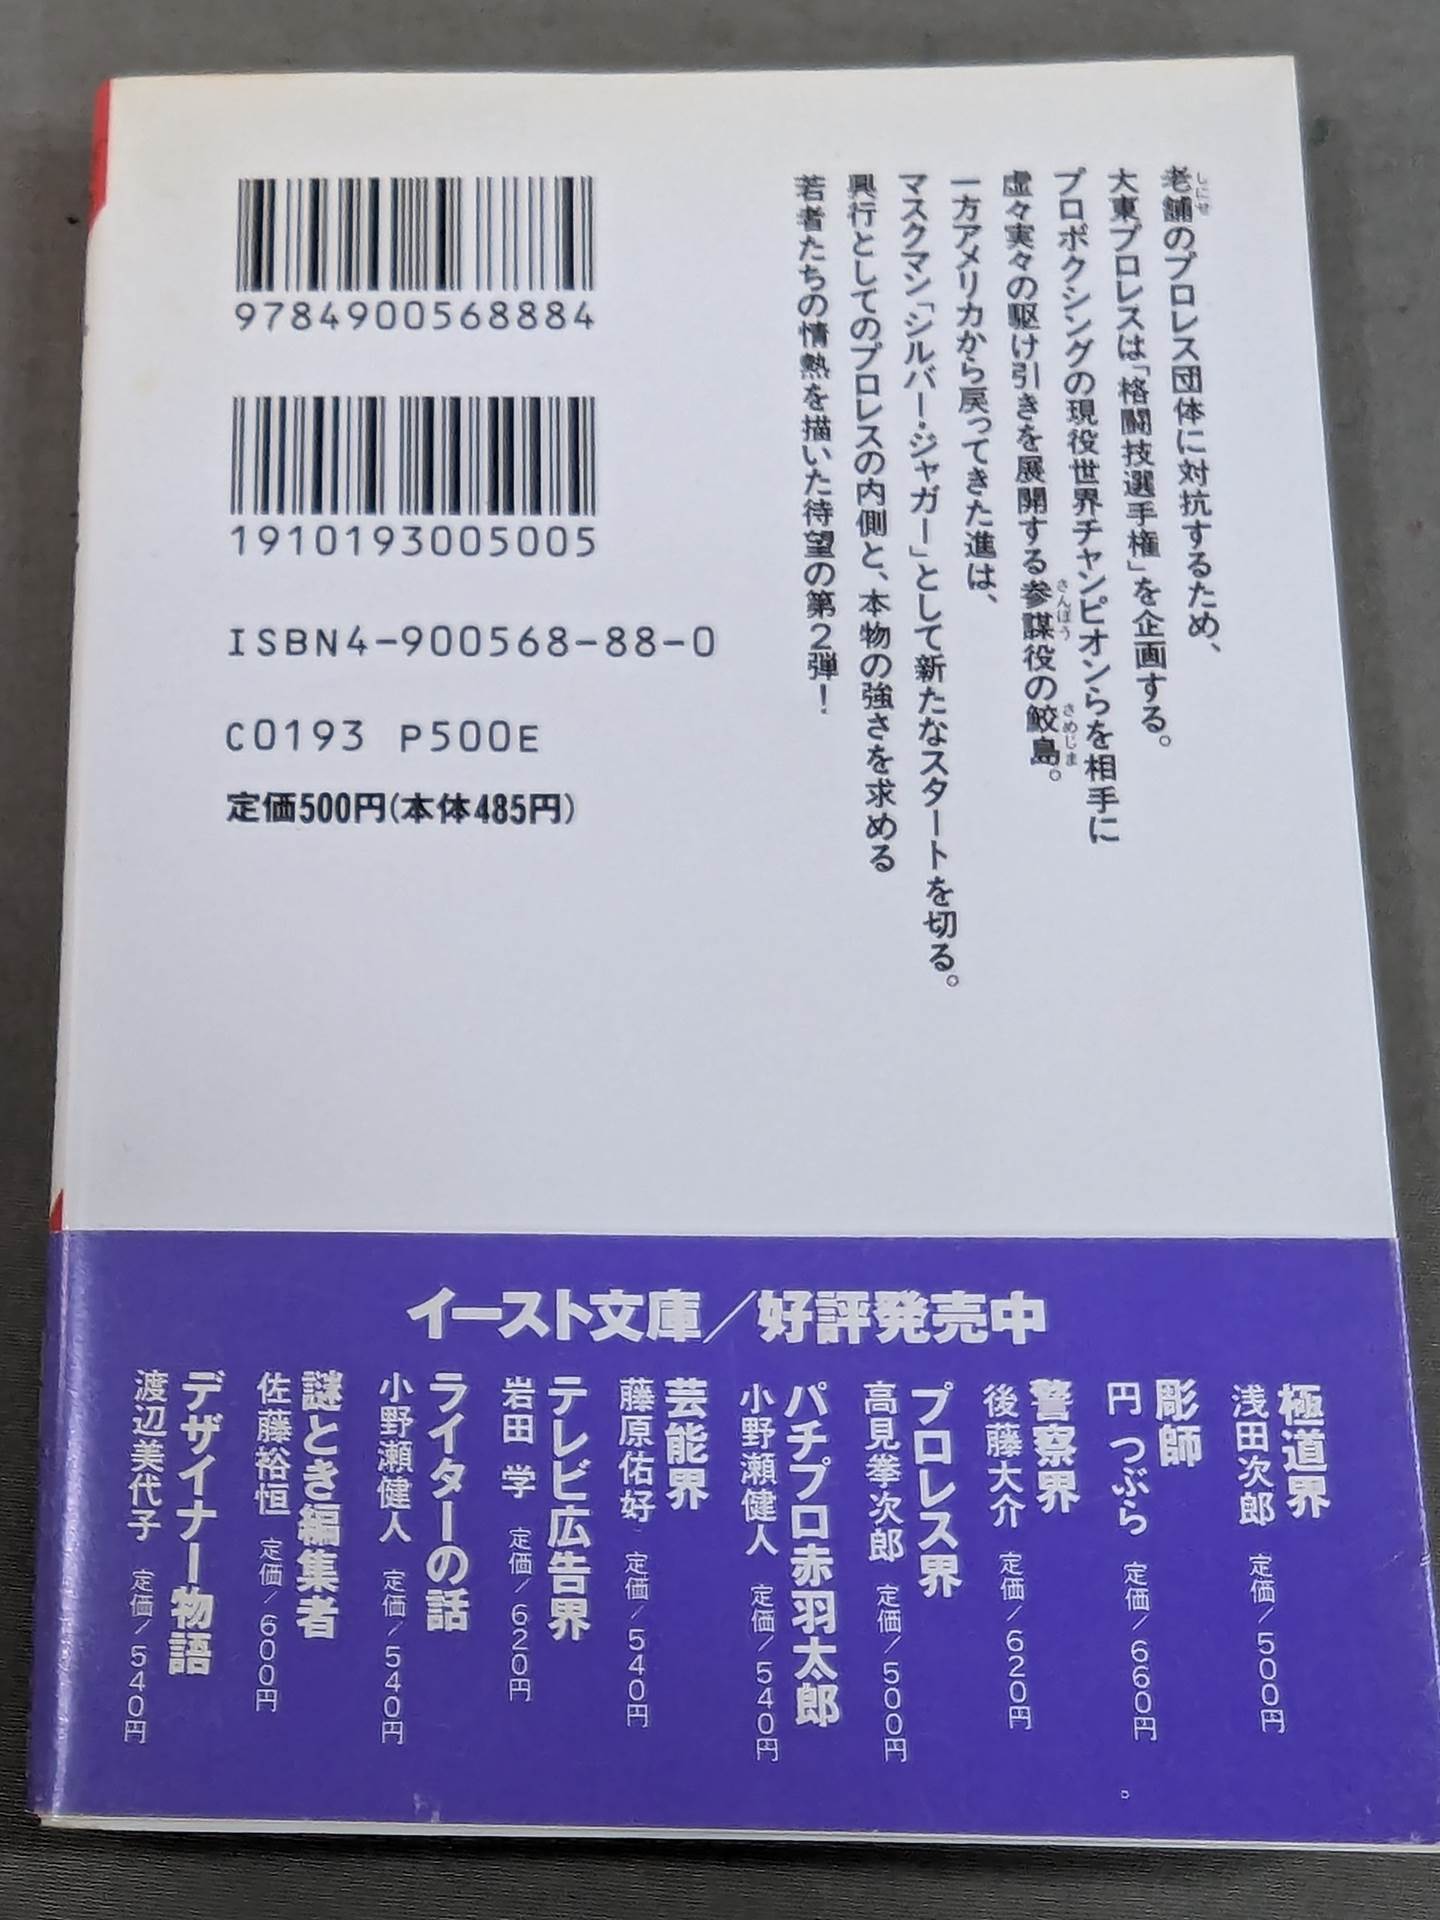 老舗のプロレス団体に対抗するため、
大東プロレスは「格闘技選手権」を企画する。
プロボクシングの現役世界チャンピオンらを相手に
虚々実々の駆け引きを展開する参謀役の鮫島。
一方アメリカから戻ってきた進は、
マスクマン「シルバー・ジャガー」として新たなスタートを切る。
興行としてのプロレスの内側と、本物の強さを求める
若者たちの情熱を描いた待望の第2弾！
しにせ
さんぼう
さめじま
9784900568884
1910193005005
ISBN4-900568-88-0
C0193 P500E
定価500円(本体485円)
イースト文庫／好評発売中
極道界
浅田次郎 定価/500円
彫師
円 つぶら 定価/660円
警察界
後藤大介 定価/620円
プロレス界
高見拳次郎 定価/500円
パチプロ赤羽太郎
小野瀬健人 定価/540円
芸能界
藤原佑好 定価/540円
テレビ広告界
岩田 学 定価/620円
ライターの話
小野瀬健人 定価/540円
謎とき編集者
佐藤裕恒 定価/600円
デザイナー物語
渡辺美代子 定価/540円